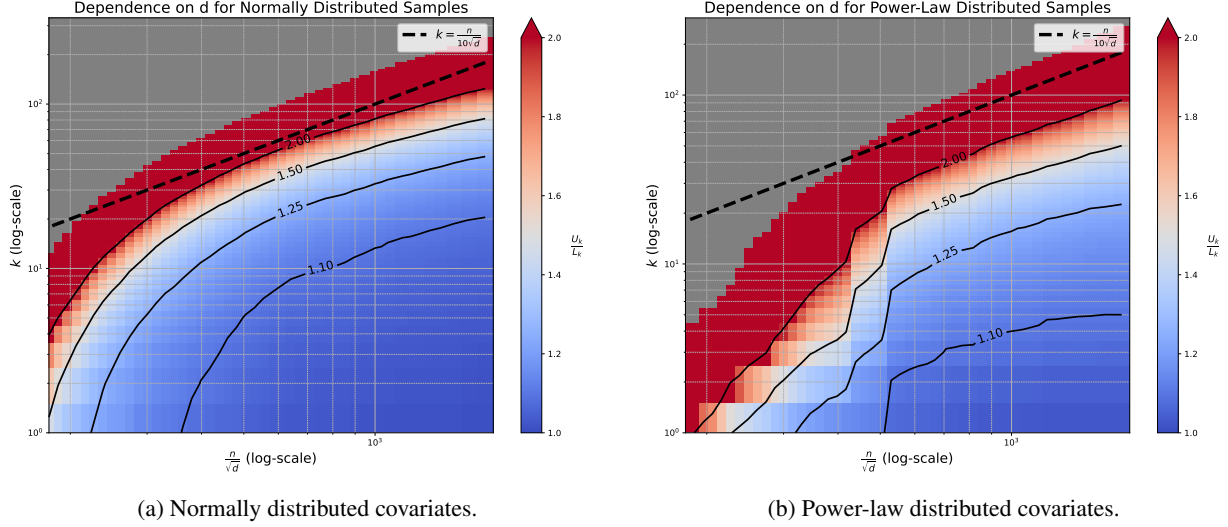 Dependence on d for Normally Distributed Samples
k = n/10√d
10²
10¹
10⁰
k (log-scale)
2.00
1.50
1.25
1.10
10³
n/√d (log-scale)
2.0
1.8
1.6
1.4
1.2
1.0
U_k/L_k
(a) Normally distributed covariates.
Dependence on d for Power-Law Distributed Samples
k = n/10√d
10²
10¹
10⁰
k (log-scale)
2.00
1.50
1.25
1.10
10³
n/√d (log-scale)
2.0
1.8
1.6
1.4
1.2
1.0
U_k/L_k
(b) Power-law distributed covariates.